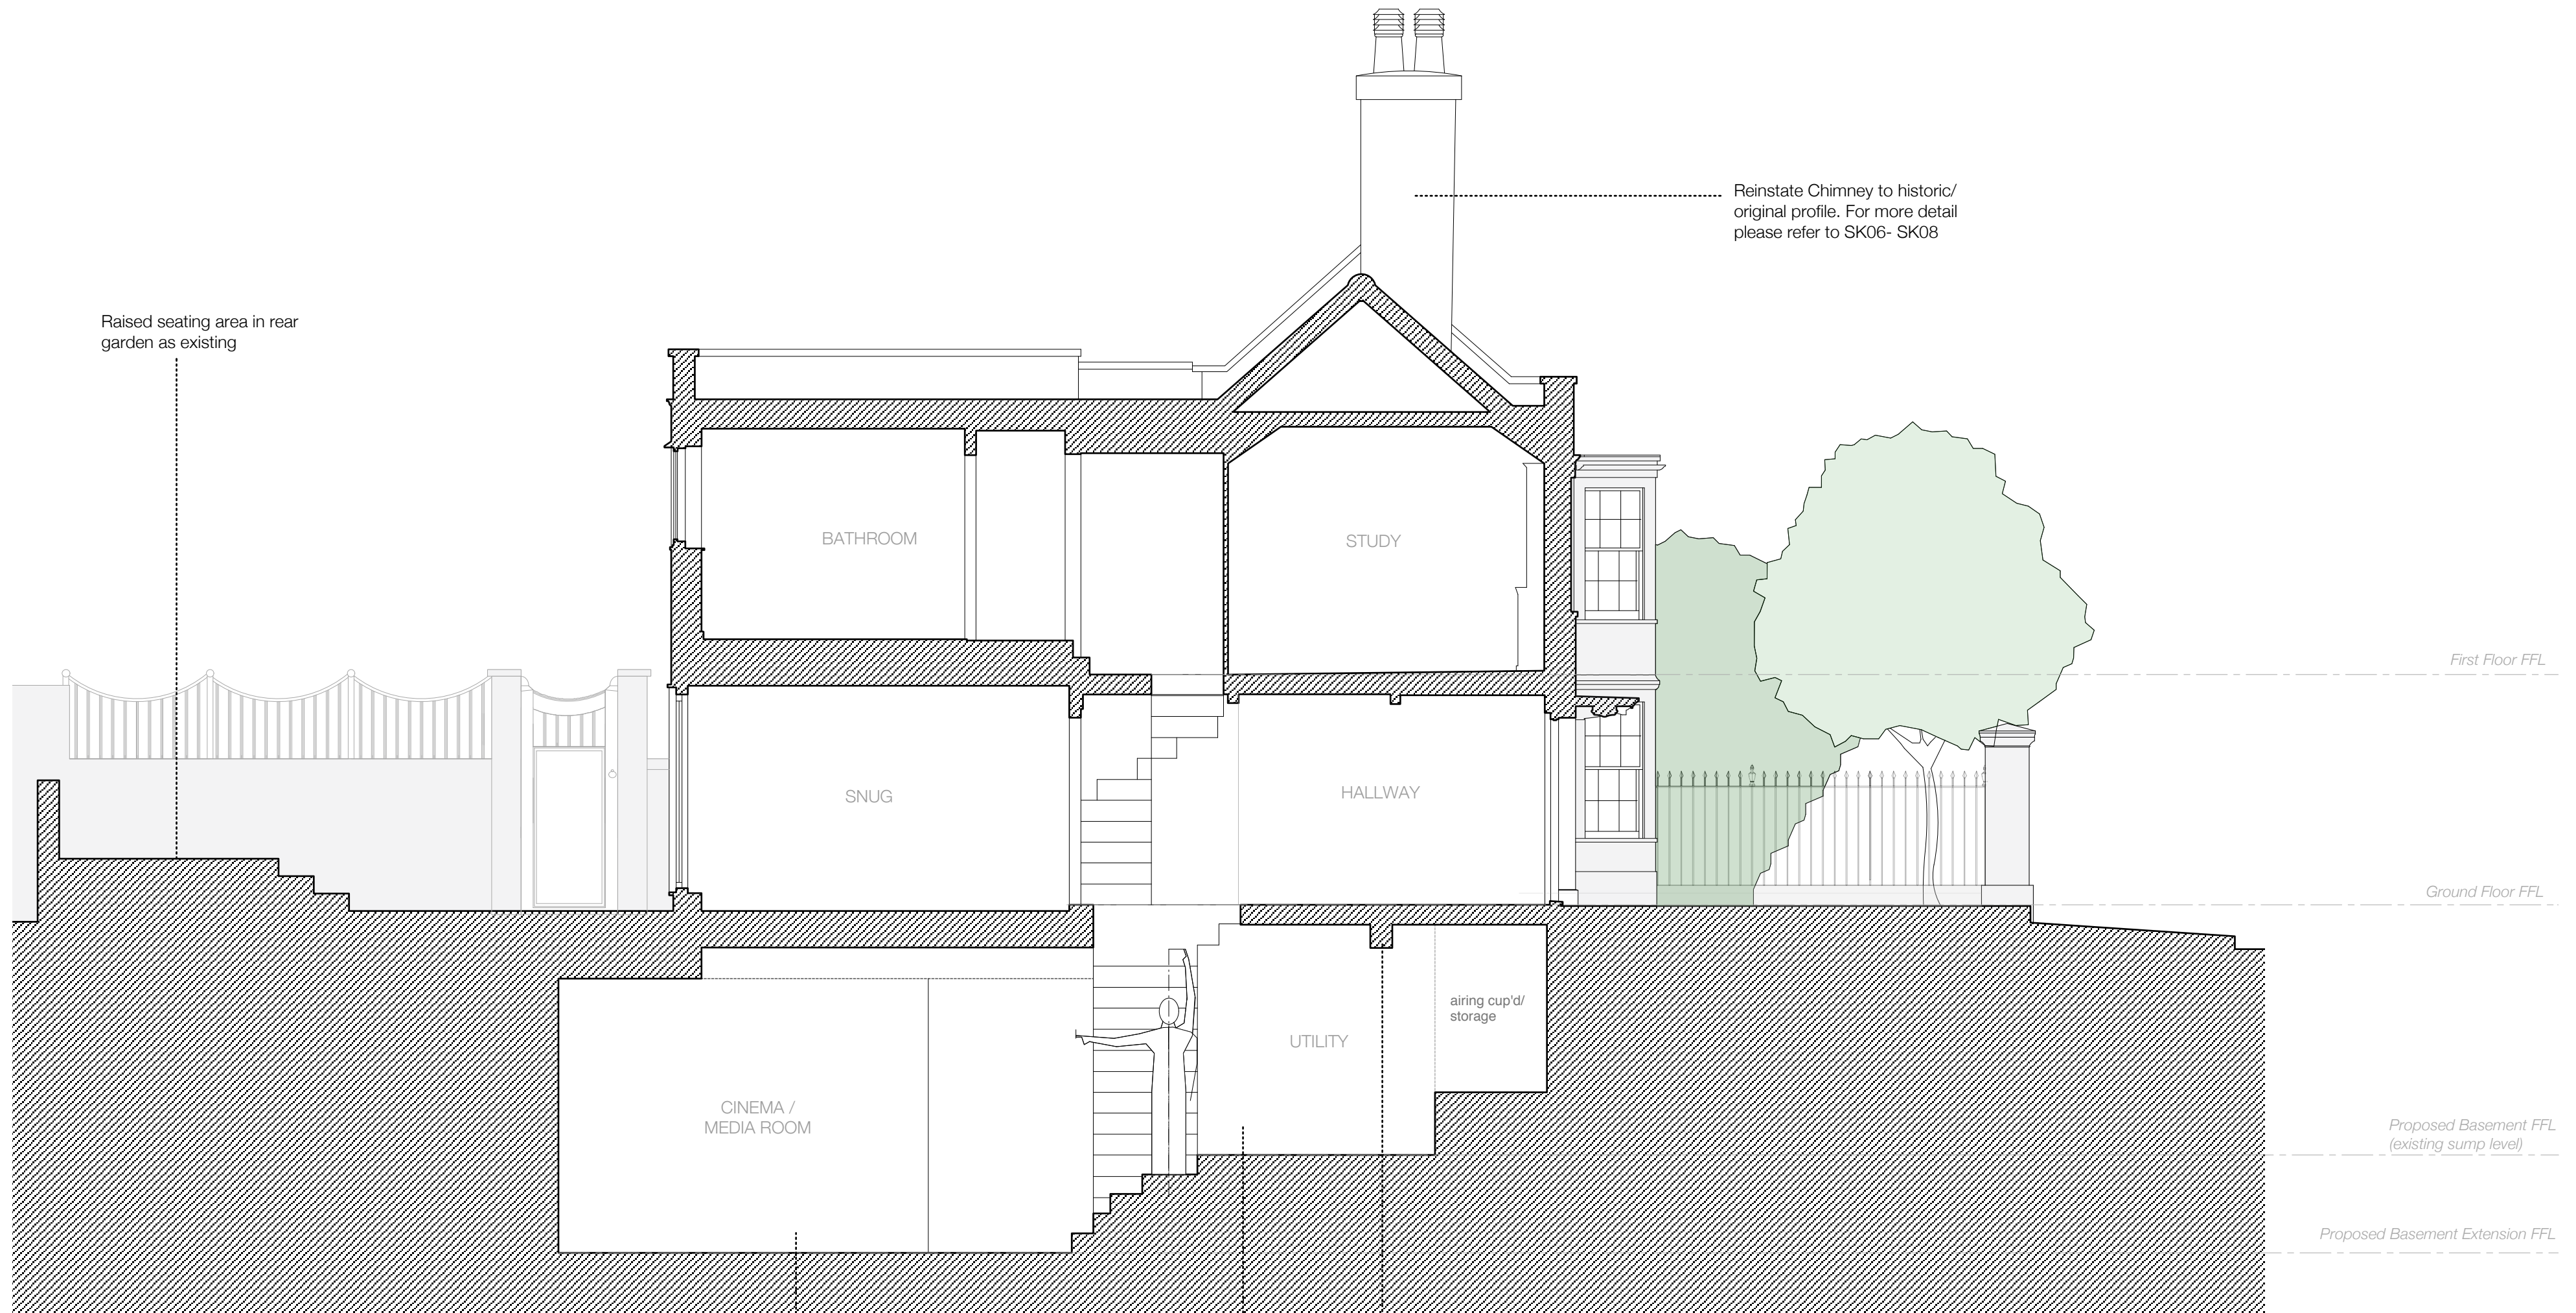 Reinstate Chimney to historic/
original profile. For more detail
please refer to SK06- SK08
Raised seating area in rear
garden as existing
BATHROOM
STUDY
First Floor FFL
SNUG
HALLWAY
Ground Floor FFL
airing cup'd/
storage
UTILITY
CINEMA /
MEDIA ROOM
Proposed Basement FFL
(existing sump level)
Proposed Basement Extension FFL